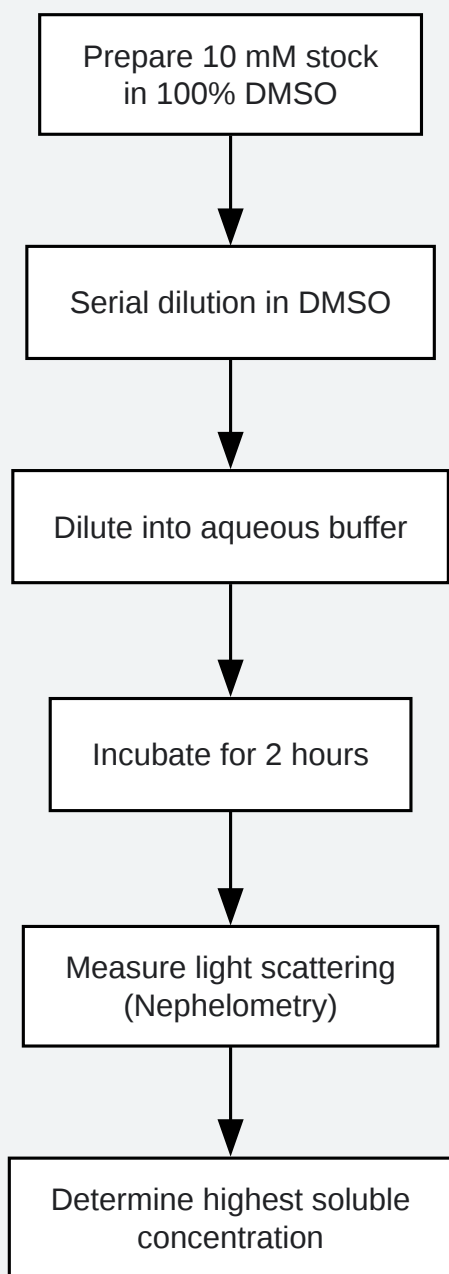 Prepare 10 mM stock
in 100% DMSO
Serial dilution in DMSO
Dilute into aqueous buffer
Incubate for 2 hours
Measure light scattering
(Nephelometry)
Determine highest soluble
concentration